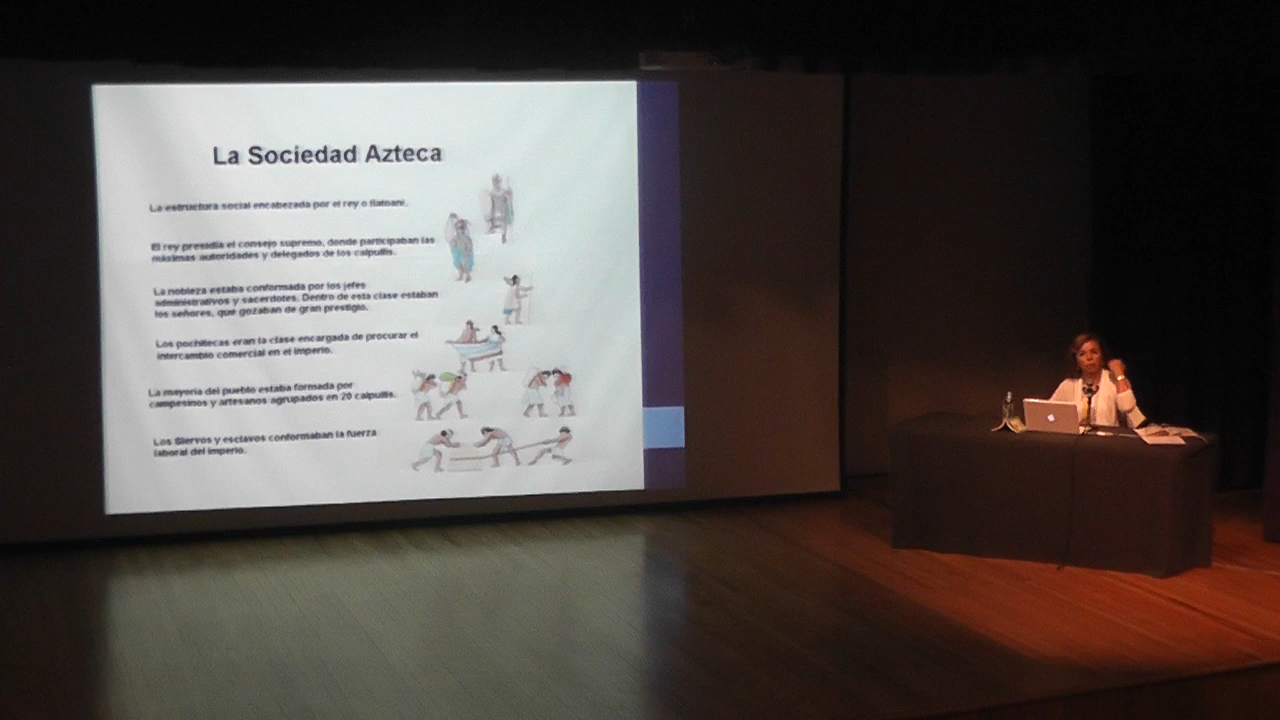 La Sociedad Azteca
La estructura social encabezada por el rey o tlatoani.
El rey presidía el consejo supremo, donde participaban las
máximas autoridades y delegados de los calpullis.
La nobleza estaba conformada por los jefes
administrativos y sacerdotes. Dentro de esta clase estaban
los señores, que gozaban de gran prestigio.
Los pochitecas eran la clase encargada de procurar el
intercambio comercial en el imperio.
La mayoría del pueblo estaba formada por
campesinos y artesanos agrupados en 20 calpullis.
Los Siervos y esclavos conformaban la fuerza
laboral del imperio.